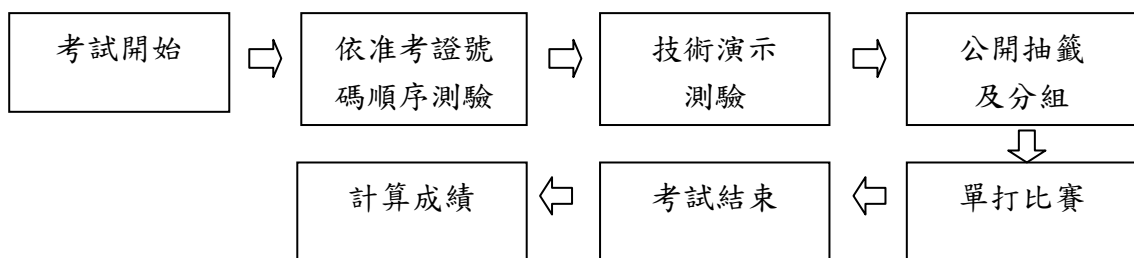 考試開始
依准考證號
碼順序測驗
技術演示
測驗
公開抽籤
及分組
單打比賽
考試結束
計算成績